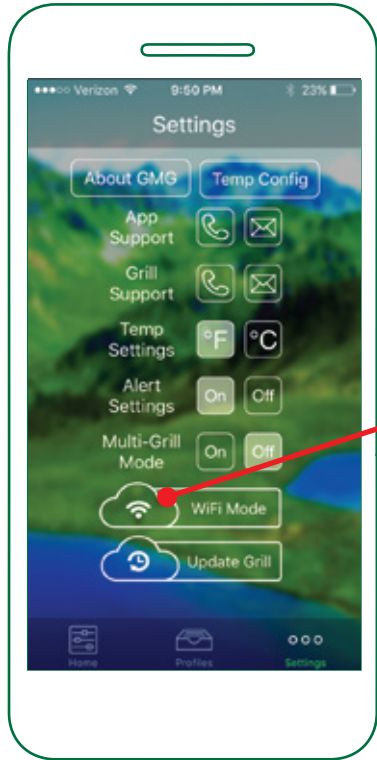 Verizon 9:50 PM 23%
Settings
About GMG Temp Config
App
Support
Grill
Support
Temp
Settings °F °C
Alert
Settings On Off
Multi-Grill
Mode On Off
WiFi Mode
Update Grill
Home Profiles Settings